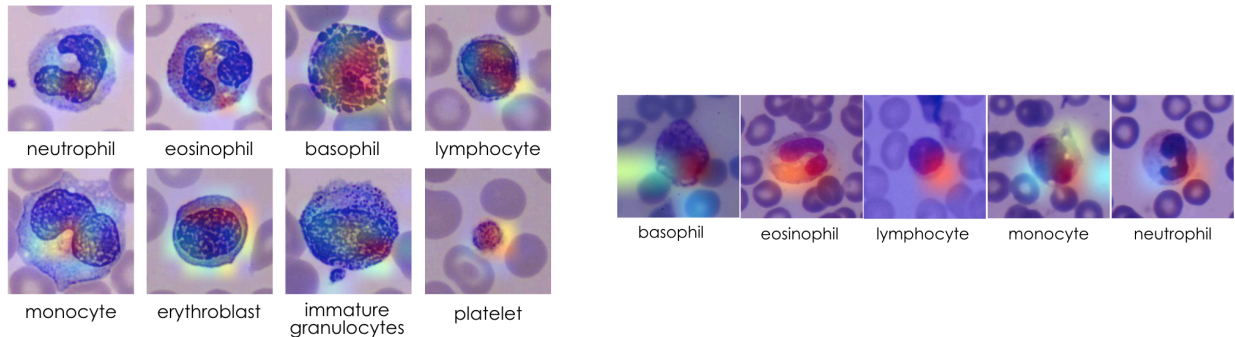 neutrophil eosinophil basophil lymphocyte
monocyte erythroblast immature granulocytes platelet
basophil eosinophil lymphocyte monocyte neutrophil